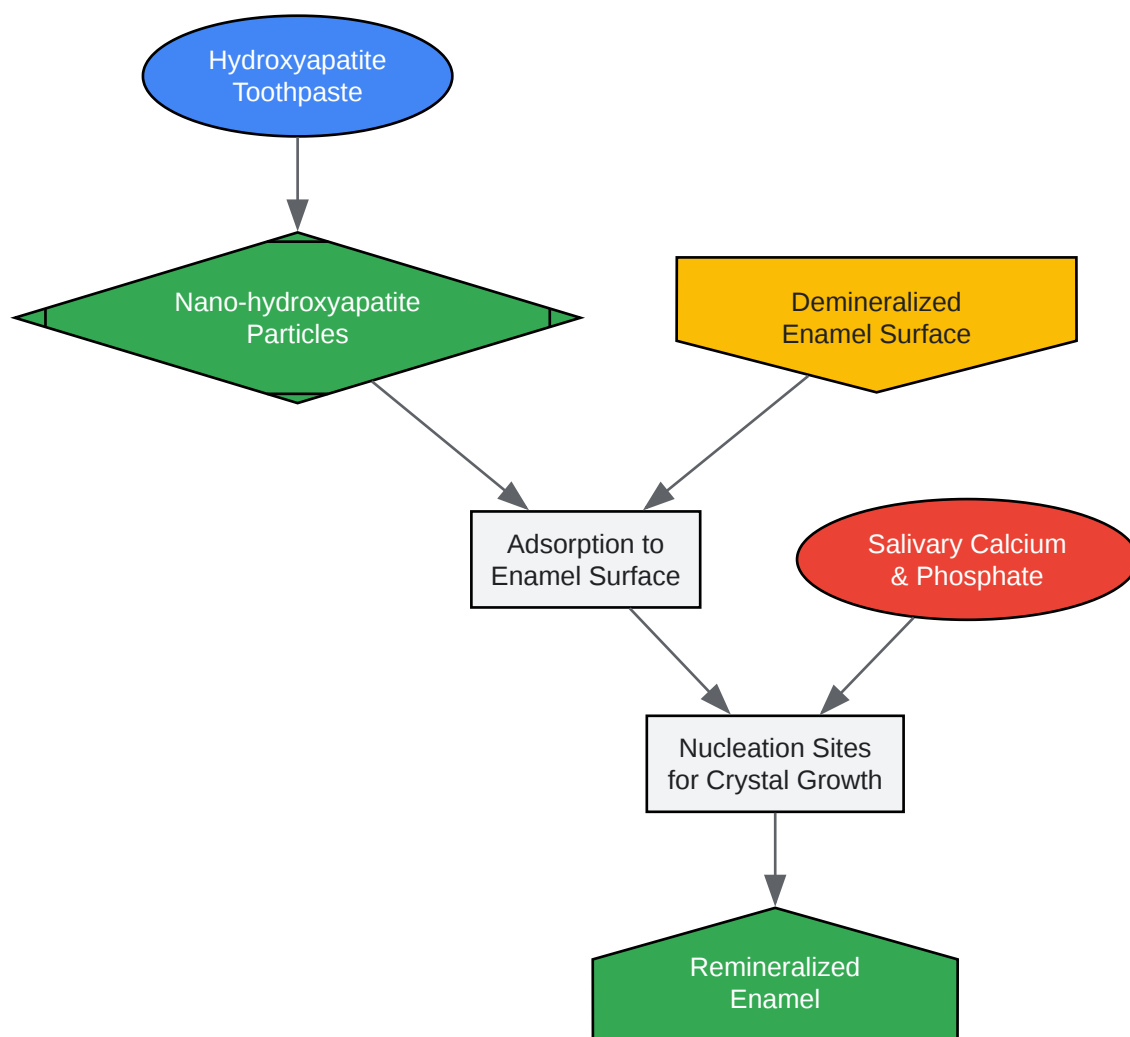 Hydroxyapatite
Toothpaste
Nano-hydroxyapatite
Particles
Demineralized
Enamel Surface
Adsorption to
Enamel Surface
Salivary Calcium
& Phosphate
Nucleation Sites
for Crystal Growth
Remineralized
Enamel